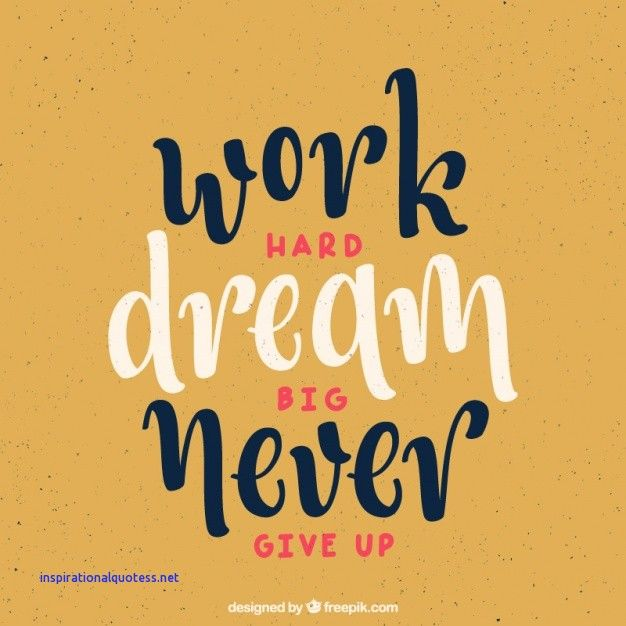 work
HARD
dream
BIG
never
GIVE UP
inspirationalquotess.net
designed by freepik.com